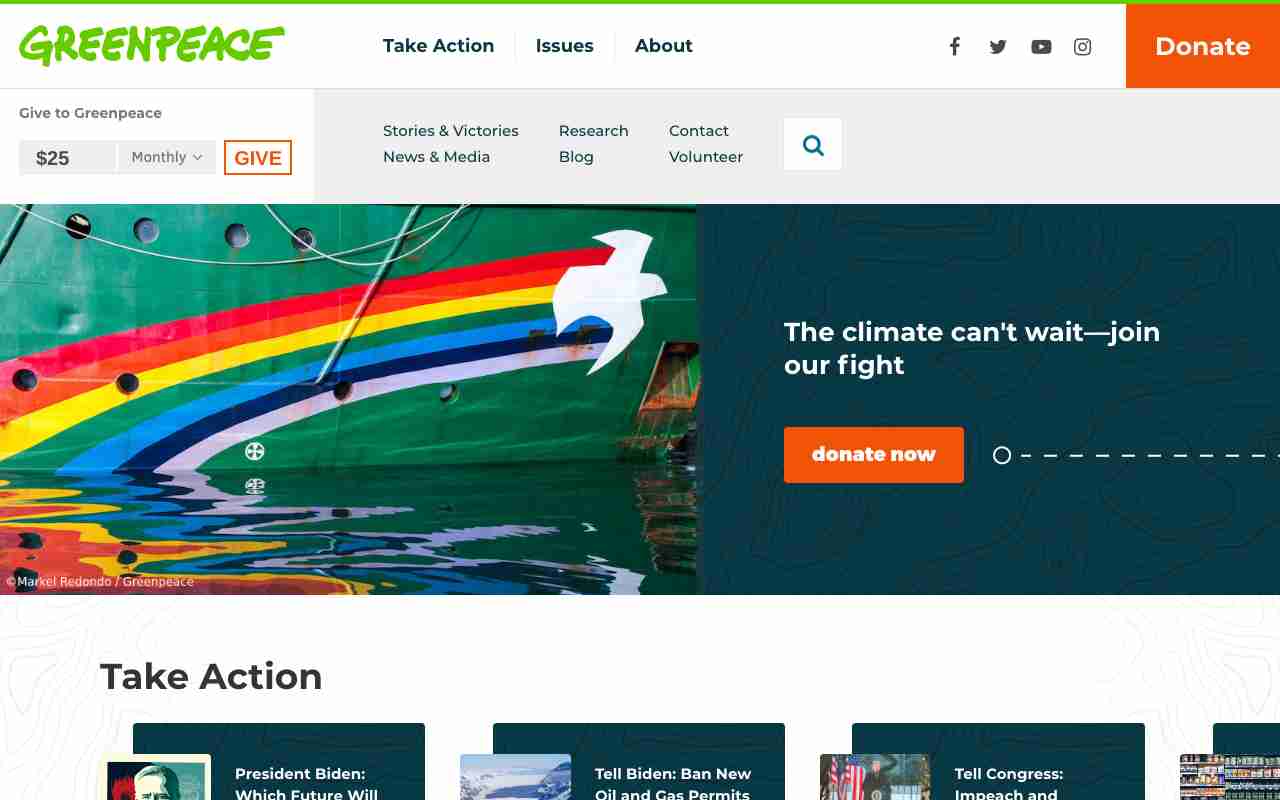 GREENPEACE
Take Action
Issues
About
Donate
Give to Greenpeace
$25
Monthly
GIVE
Stories & Victories
Research
Contact
News & Media
Blog
Volunteer
The climate can't wait—join
our fight
donate now
©Markel Redondo / Greenpeace
Take Action
President Biden:
Which Future Will
Tell Biden: Ban New
Oil and Gas Permits
Tell Congress:
Impeach and